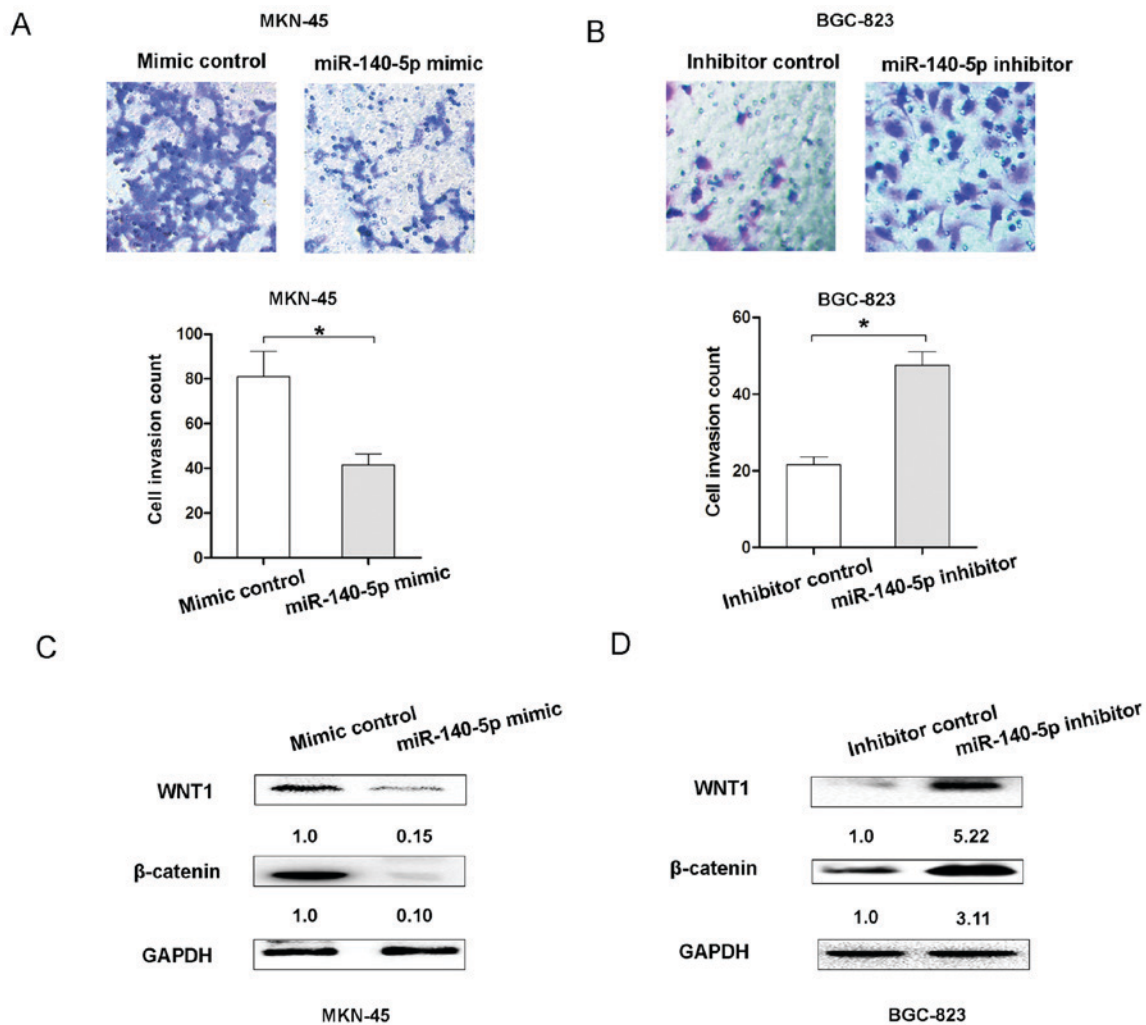 A
MKN-45
Mimic control miR-140-5p mimic
MKN-45
Cell invasion count
100
80
60
40
20
0
*
Mimic control miR-140-5p mimic
B
BGC-823
Inhibitor control miR-140-5p inhibitor
BGC-823
Cell invasion count
60
40
20
0
*
Inhibitor control miR-140-5p inhibitor
C
Mimic control miR-140-5p mimic
WNT1
1.0 0.15
β-catenin
1.0 0.10
GAPDH
MKN-45
D
Inhibitor control miR-140-5p inhibitor
WNT1
1.0 5.22
β-catenin
1.0 3.11
GAPDH
BGC-823